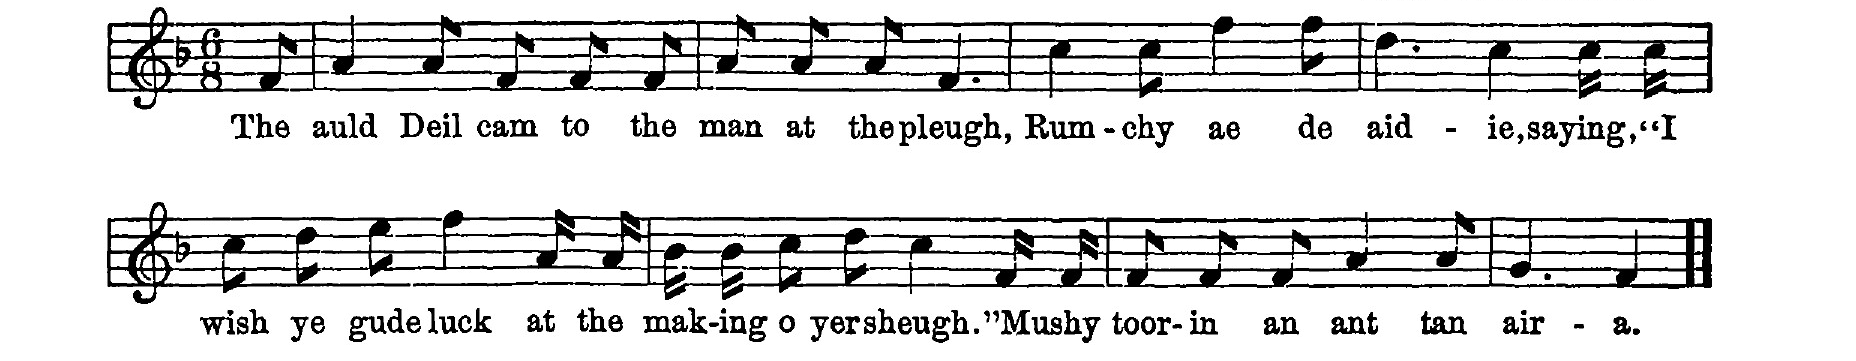 6
8
The auld Deil cam to the man at the pleugh, Rum - chy ae de aid - ie, saying, “I
wish ye gude luck at the mak-ing o yer sheugh.” Mushy toor-in an ant tan air - a.